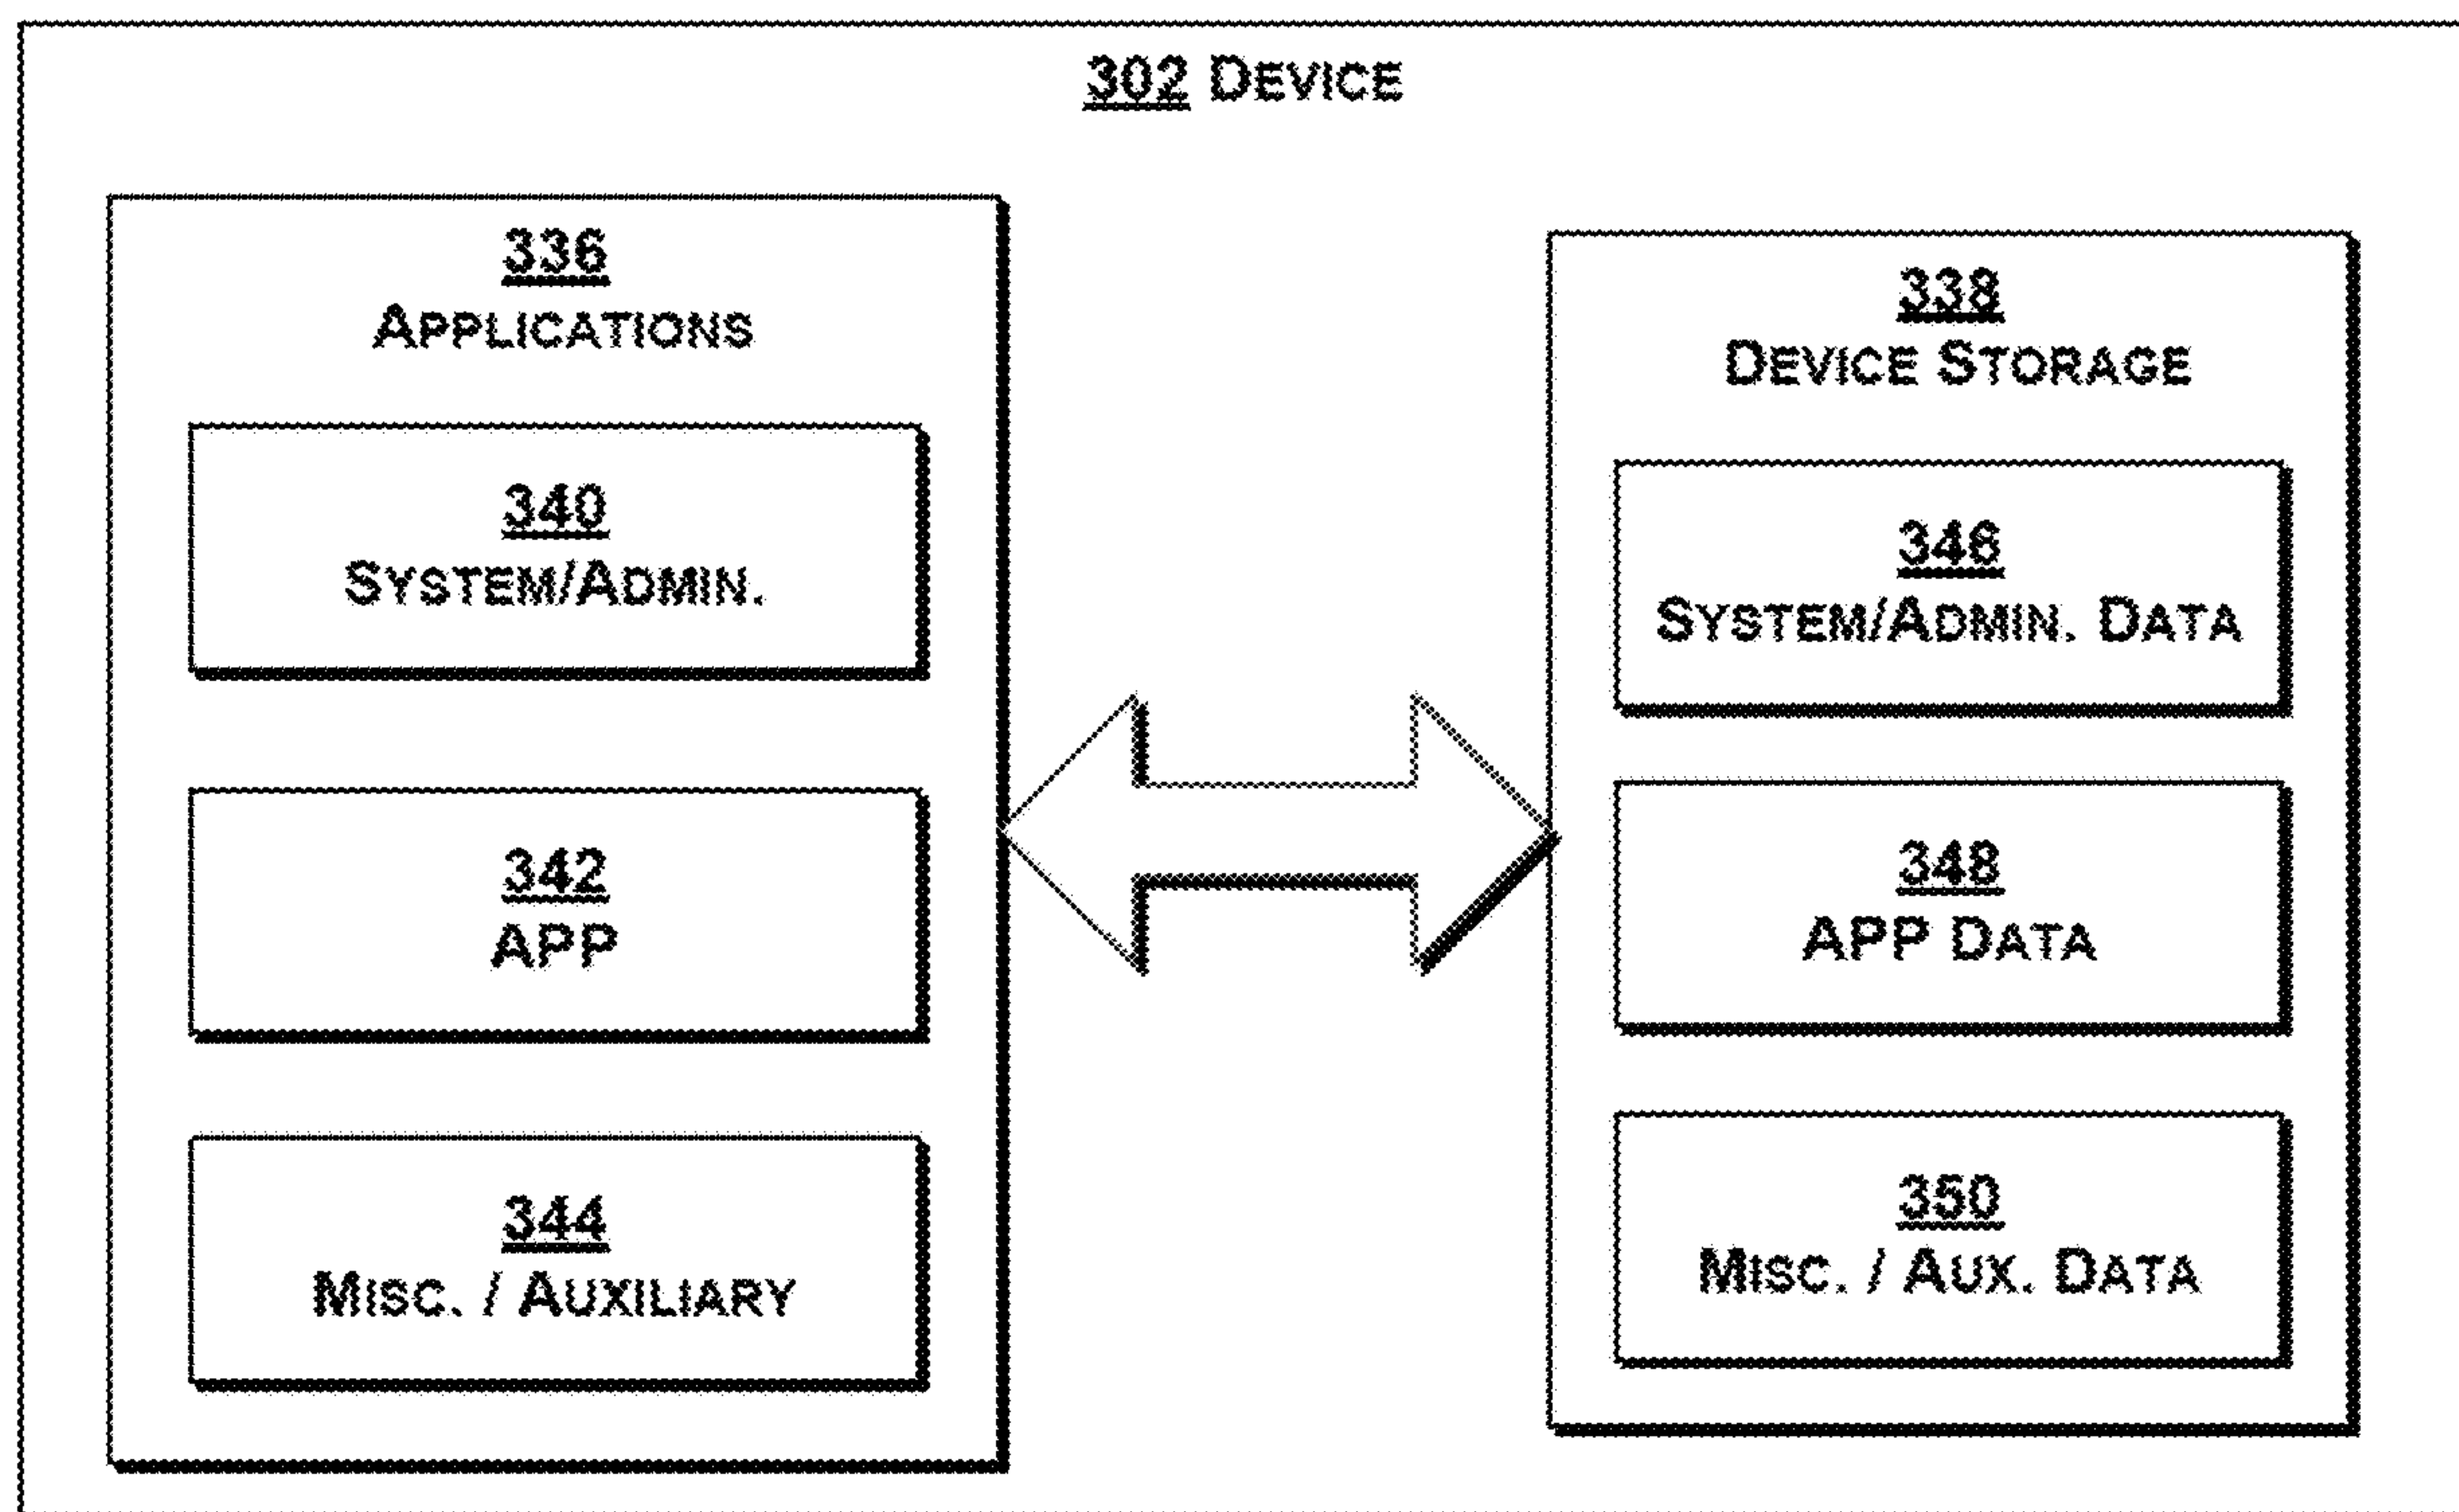 302 DEVICE
336
APPLICATIONS
340
SYSTEM/ADMIN.
342
APP
344
MISC. / AUXILIARY
338
DEVICE STORAGE
346
SYSTEM/ADMIN. DATA
348
APP DATA
350
MISC. / AUX. DATA